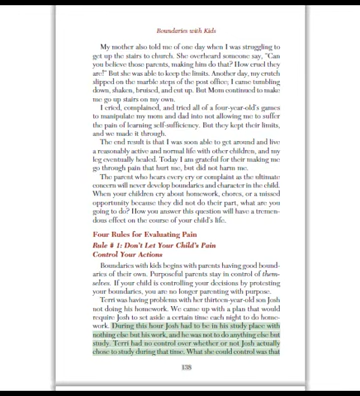 Boundaries with Kids
My mother also told me of one day when I was struggling to
get up the stairs to church. She overheard someone say, "Can
you believe those parents, making him do that? How cruel they
are!" But she was able to keep the limits. Another day, my crutch
slipped on the marble steps of the post office; I came tumbling
down, shaken, bruised, and cut up. But Mom continued to make
me go up stairs on my own.
I cried, complained, and tried all of a four-year-old's games
to manipulate my mom and dad into not allowing me to suffer
the pain of learning self-sufficiency. But they kept their limits,
and we made it through.
The end result is that I was soon able to get around and live
a reasonably active and normal life with other children, and my
leg eventually healed. Today I am grateful for their making me
go through pain that hurt me, but did not harm me.
The parent who hears every cry or complaint as the ultimate
concern will never develop boundaries and character in the child.
When your children cry about homework, chores, or a missed
opportunity because they did not do their part, what are you
going to do? How you answer this question will have a tremen-
dous effect on the course of your child's life.
Four Rules for Evaluating Pain
Rule #1: Don't Let Your Child's Pain
Control Your Actions
Boundaries with kids begins with parents having good bound-
aries of their own. Purposeful parents stay in control of them-
selves. If your child is controlling your decisions by protesting
your boundaries, you are no longer parenting with purpose.
Terri was having problems with her thirteen-year-old son Josh
not doing his homework. We came up with a plan that would
require Josh to set aside a certain time each night to do home-
work. During this hour Josh had to be in his study place with
nothing else but his work, and he was not to do anything else but
study. Terri had no control over whether or not Josh actually
chose to study during that time. What she could control was that
138